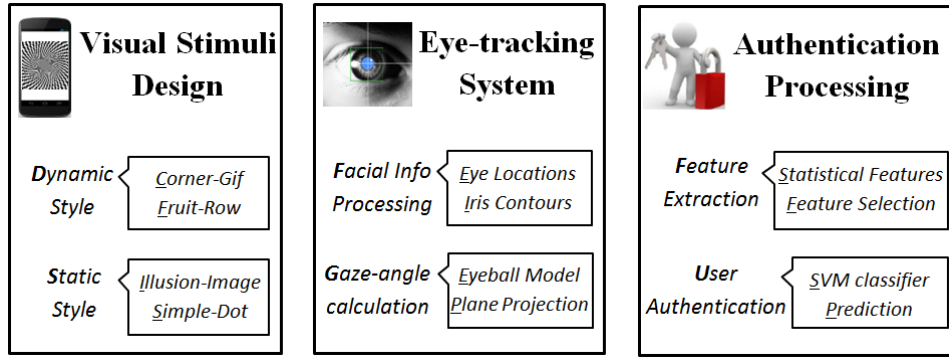 Visual Stimuli
Design
Dynamic
Style
Corner-Gif
Fruit-Row
Static
Style
Illusion-Image
Simple-Dot
Eye-tracking
System
Facial Info
Processing
Eye Locations
Iris Contours
Gaze-angle
calculation
Eyeball Model
Plane Projection
Authentication
Processing
Feature
Extraction
Statistical Features
Feature Selection
User
Authentication
SVM classifier
Prediction